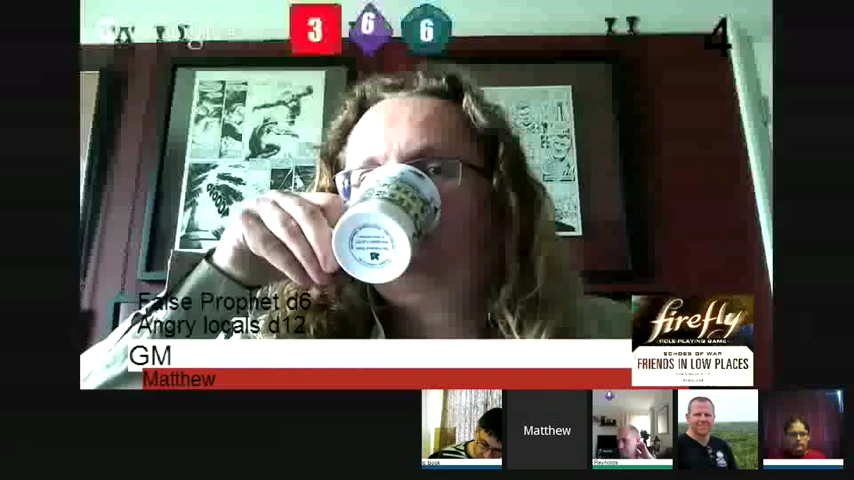 3
6
6
4
False Prophet d6
Angry locals d12
GM
Matthew
firefly
ROLE-PLAYING GAME
ECHOES OF WAR
FRIENDS IN LOW PLACES
Matthew
Reynolds